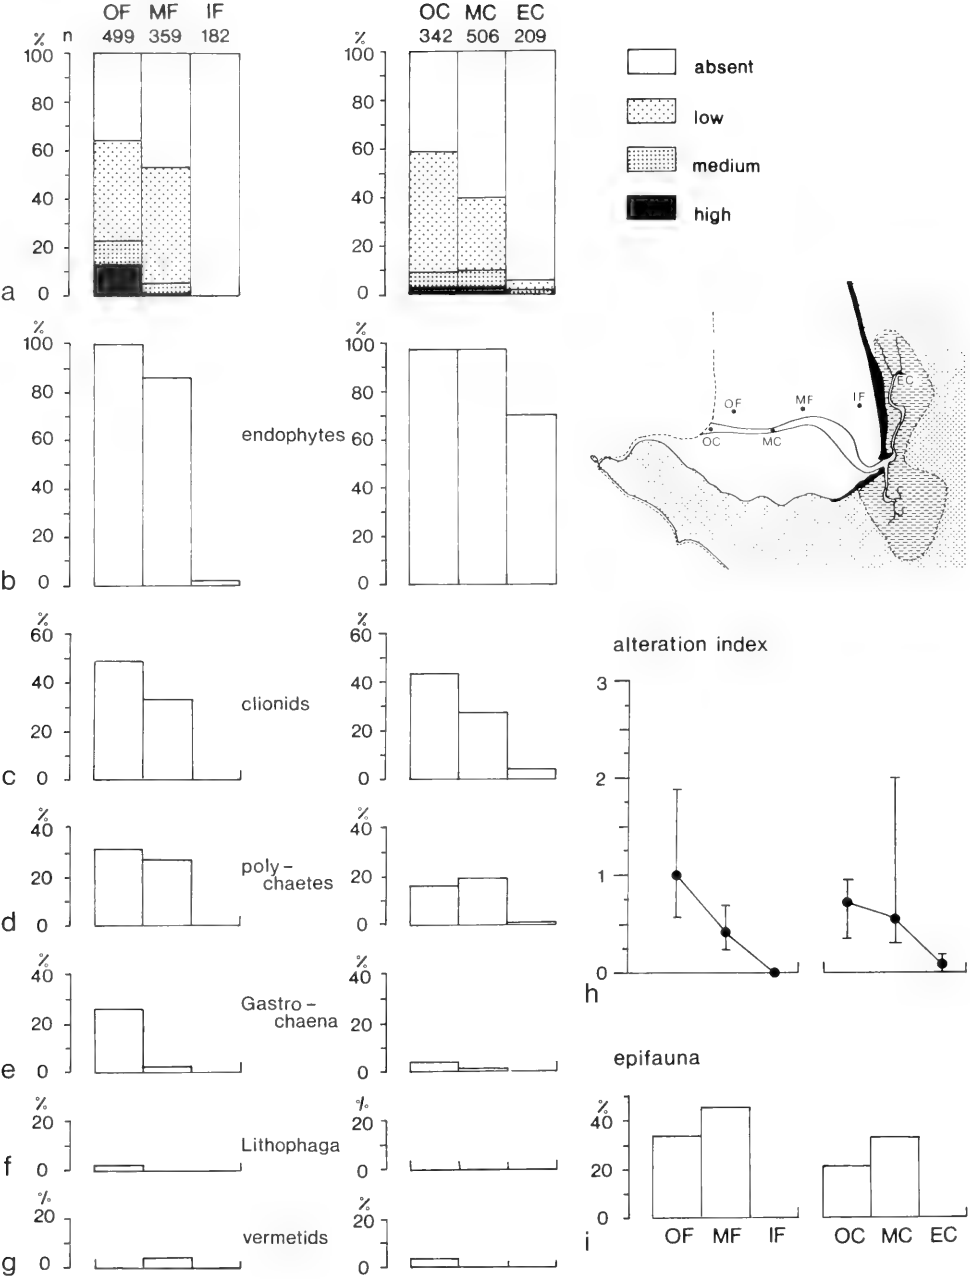 OF MF IF
% n 499 359 182
100
80
60
40
20
0
a
OC MC EC
% 342 506 209
100
80
60
40
20
0
absent
low
medium
high
OF MF IF EC
OC MC
%
100
80
60
40
20
0
b
endophytes
%
100
80
60
40
20
0
%
60
40
20
0
c
clionids
%
60
40
20
0
%
40
20
0
d
poly-
chaetes
%
40
20
0
%
40
20
0
e
Gastro-
chaena
%
40
20
0
%
20
0
f
Lithophaga
%
20
0
%
20
0
g
vermetids
%
20
0
alteration index
3
2
1
0
h
epifauna
%
40
20
0
i
OF MF IF OC MC EC